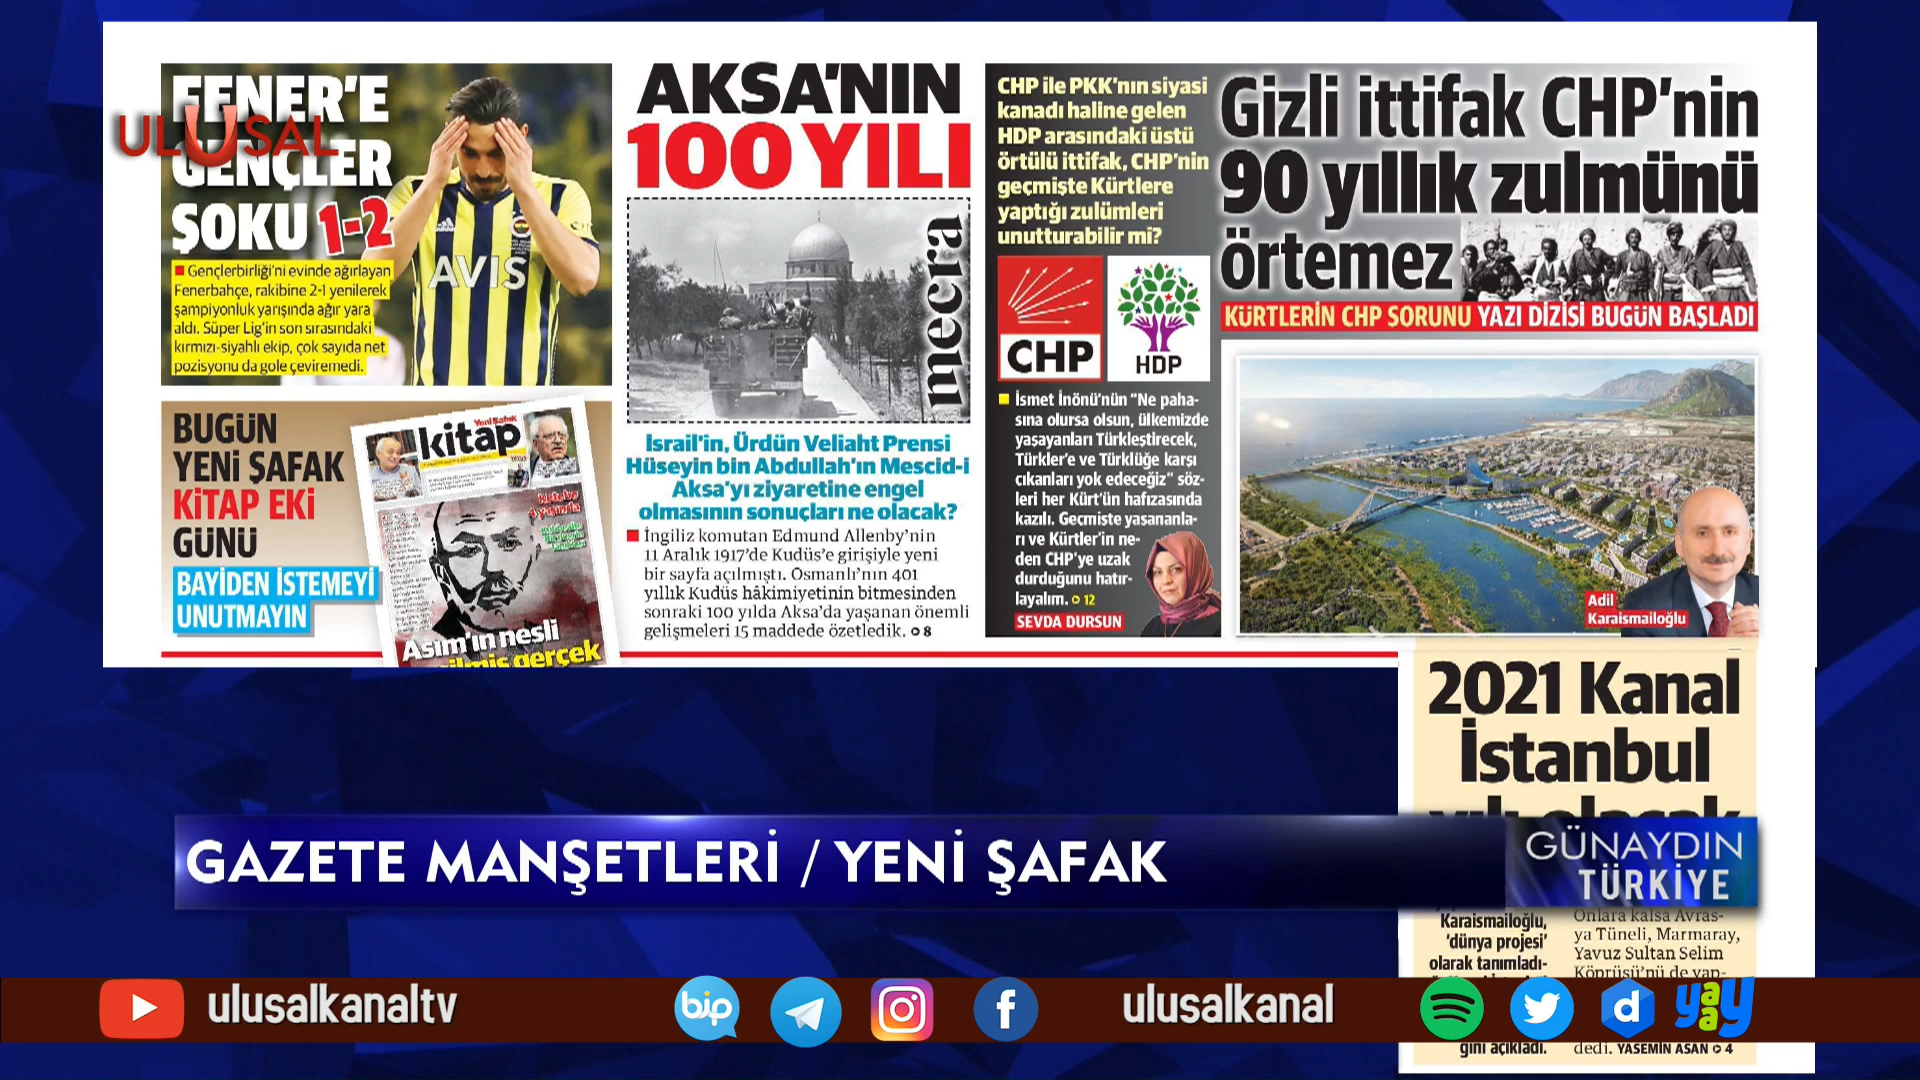 ULUSAL
FENER'E
GENÇLER
ŞOKU 1-2
■ Gençlerbirliği'ni evinde ağırlayan
Fenerbahçe, rakibine 2-1 yenilerek
şampiyonluk yarışında ağır yara
aldı. Süper Lig'in son sırasındaki
kırmızı-siyahlı ekip, çok sayıda net
pozisyonu da gole çeviremedi.
AVIS
BUGÜN
YENİ ŞAFAK
KİTAP EKİ
GÜNÜ
BAYİDEN İSTEMEYİ
UNUTMAYIN
Yeni Şafak
kitap
Asım'ın nesli
gerçek
AKSA'NIN
100 YILI
mecra
İsrail'in, Ürdün Veliaht Prensi
Hüseyin bin Abdullah'ın Mescid-i
Aksa'yı ziyaretine engel
olmasının sonuçları ne olacak?
■ İngiliz komutan Edmund Allenby'nin
11 Aralık 1917'de Kudüs'e girişiyle yeni
bir sayfa açılmıştı. Osmanlı'nın 401
yıllık Kudüs hâkimiyetinin bitmesinden
sonraki 100 yılda Aksa'da yaşanan önemli
gelişmeleri 15 maddede özetledik. 8
CHP ile PKK'nın siyasi
kanadı haline gelen
HDP arasındaki üstü
örtülü ittifak, CHP'nin
geçmişte Kürtlere
yaptığı zulümleri
unutturabilir mi?
CHP
HDP
Gizli ittifak CHP'nin
90 yıllık zulmünü
örtemez
KÜRTLERİN CHP SORUNU YAZI DİZİSİ BUGÜN BAŞLADI
■ İsmet İnönü'nün "Ne paha-
sına olursa olsun, ülkemizde
yaşayanları Türkleştirecek,
Türkler'e ve Türklüğe karşı
çıkanları yok edeceğiz" söz-
leri her Kürt'ün hafızasında
kazılı. Geçmişte yaşananla-
rı ve Kürtler'in ne-
den CHP'ye uzak
durduğunu hatır-
layalım. 12
SEVDA DURSUN
Adil
Karaismailoğlu
2021 Kanal
İstanbul
yılı olacak
GAZETE MANŞETLERİ / YENİ ŞAFAK
GÜNAYDIN
TÜRKİYE
Karaismailoğlu,
'dünya projesi'
olarak tanımladı-
ğini açıkladı.
Onlara kalsa Avras-
ya Tüneli, Marmaray,
Yavuz Sultan Selim
Köprüsü'nü de yap-
dedi. YASEMİN ASAN 4
ulusalkanaltv
bip
ulusalkanal
d
yaay